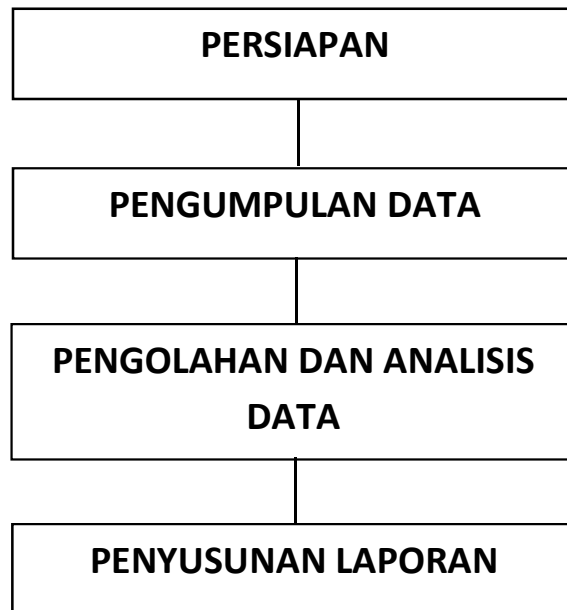 PERSIAPAN
PENGUMPULAN DATA
PENGOLAHAN DAN ANALISIS
DATA
PENYUSUNAN LAPORAN